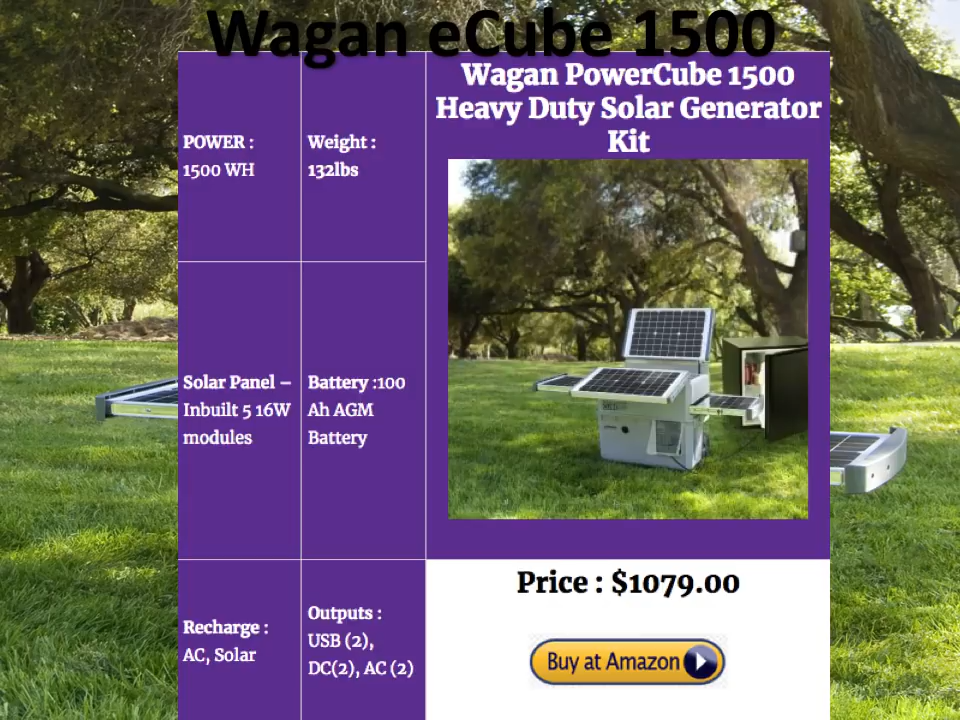 Wagan eCube 1500
POWER :
1500 WH
Weight :
132lbs
Wagan PowerCube 1500
Heavy Duty Solar Generator
Kit
Solar Panel –
Inbuilt 5 16W
modules
Battery :100
Ah AGM
Battery
Recharge :
AC, Solar
Outputs :
USB (2),
DC(2), AC (2)
Price : $1079.00
Buy at Amazon